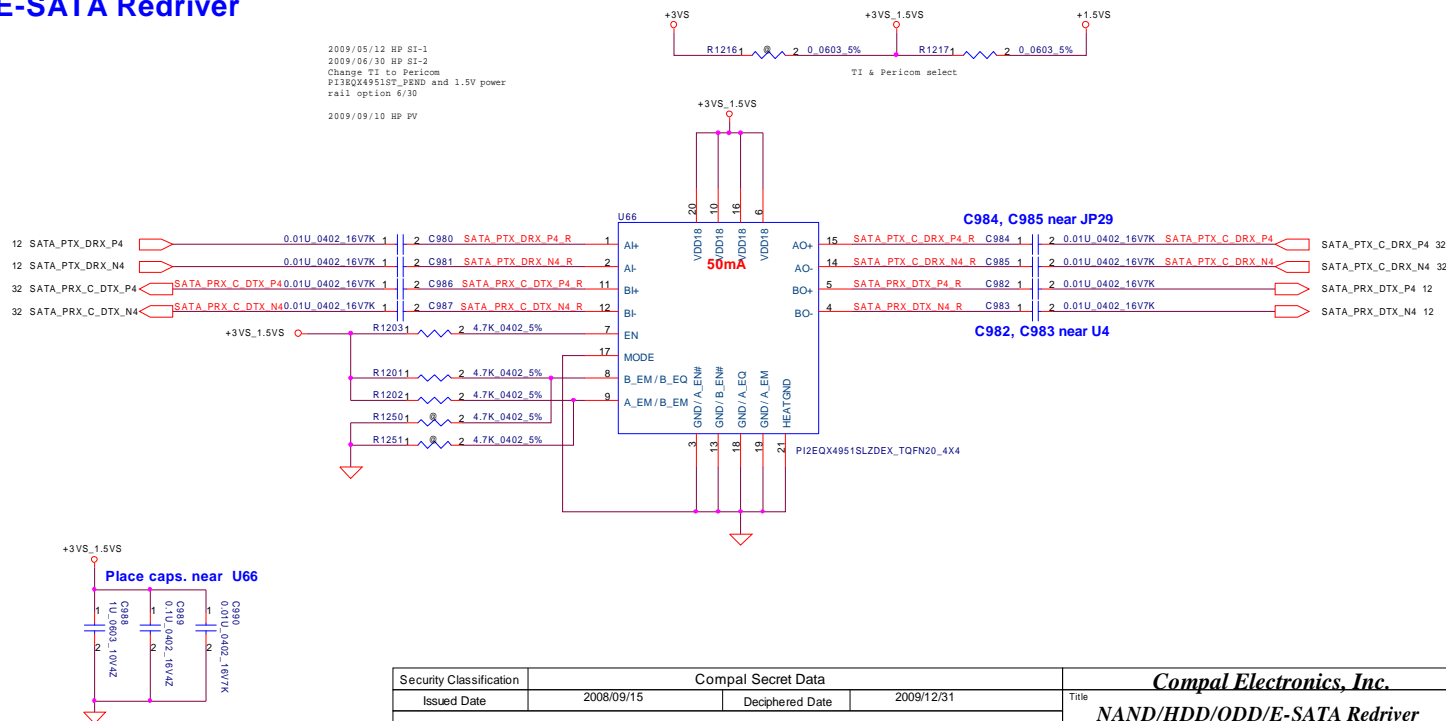 E-SATA Redriver
2009/05/12 HP SI-1
2009/06/30 HP SI-2
Change TI to Pericom
PI3EQX4951ST_PEND and 1.5V power
rail option 6/30
2009/09/10 HP PV
+3VS
+3VS_1.5VS
+1.5VS
R1216 1 @ 2 0_0603_5%
R1217 1 2 0_0603_5%
TI & Pericom select
+3VS_1.5VS
U66
20 10 16 6
VDD18 VDD18 VDD18 VDD18
50mA
C984, C985 near JP29
12 SATA_PTX_DRX_P4 0.01U_0402_16V7K 1 2 C980 SATA_PTX_DRX_P4_R 1 AI+
AO+ 15 SATA_PTX_C_DRX_P4_R C984 1 2 0.01U_0402_16V7K SATA_PTX_C_DRX_P4 SATA_PTX_C_DRX_P4 32
12 SATA_PTX_DRX_N4 0.01U_0402_16V7K 1 2 C981 SATA_PTX_DRX_N4_R 2 AI-
AO- 14 SATA_PTX_C_DRX_N4_R C985 1 2 0.01U_0402_16V7K SATA_PTX_C_DRX_N4 SATA_PTX_C_DRX_N4 32
32 SATA_PRX_C_DTX_P4 SATA_PRX_C_DTX_P4 0.01U_0402_16V7K 1 2 C986 SATA_PRX_C_DTX_P4_R 11 BI+
BO+ 5 SATA_PRX_DTX_P4_R C982 1 2 0.01U_0402_16V7K SATA_PRX_DTX_P4 12
32 SATA_PRX_C_DTX_N4 SATA_PRX_C_DTX_N4 0.01U_0402_16V7K 1 2 C987 SATA_PRX_C_DTX_N4_R 12 BI-
BO- 4 SATA_PRX_DTX_N4_R C983 1 2 0.01U_0402_16V7K SATA_PRX_DTX_N4 12
C982, C983 near U4
+3VS_1.5VS
R1203 1 2 4.7K_0402_5% 7 EN
17 MODE
R1201 1 2 4.7K_0402_5% 8 B_EM / B_EQ
R1202 1 2 4.7K_0402_5% 9 A_EM / B_EM
R1250 1 @ 2 4.7K_0402_5%
R1251 1 @ 2 4.7K_0402_5%
GND / A_EN# GND / B_EN# GND / A_EQ GND / A_EM HEATGND
3 13 18 19 21
PI2EQX4951SLZDEX_TQFN20_4X4
+3VS_1.5VS
Place caps. near U66
1 C988 2 1U_0603_10V4Z
1 C989 2 0.1U_0402_16V4Z
1 C990 2 0.01U_0402_16V7K
Security Classification
Compal Secret Data
Compal Electronics, Inc.
Issued Date
2008/09/15
Deciphered Date
2009/12/31
Title
NAND/HDD/ODD/E-SATA Redriver